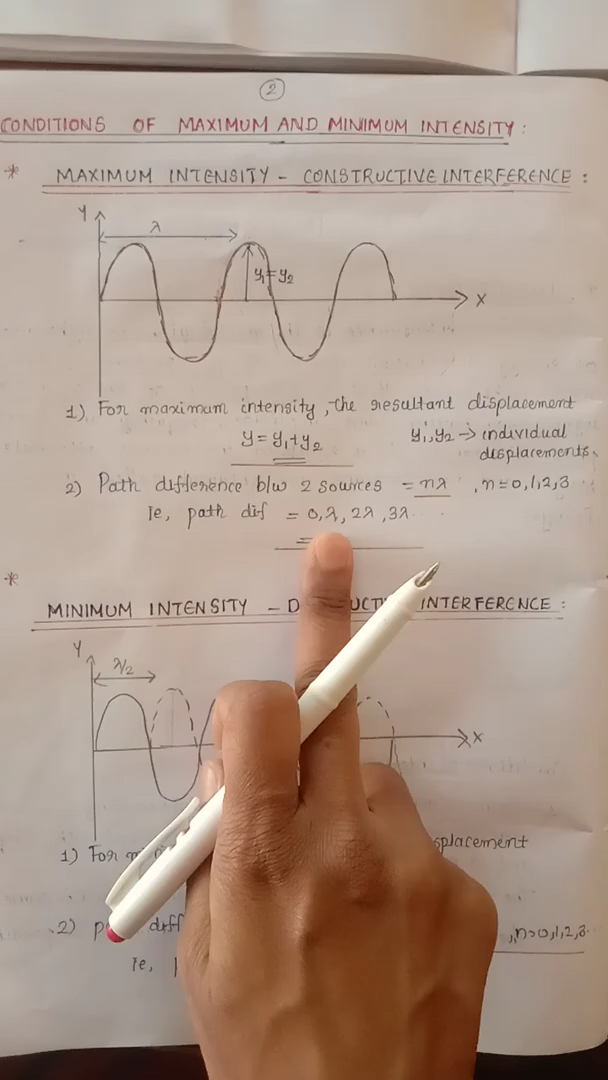 2
CONDITIONS OF MAXIMUM AND MINIMUM INTENSITY :
* MAXIMUM INTENSITY - CONSTRUCTIVE INTERFERENCE :
Y
λ
y₁=y₂
X
1) For maximum intensity, the resultant displacement
y = y₁+y₂ y₁,y₂ → individual displacements.
2) Path difference b/w 2 sources = nλ , n=0,1,2,3
Ie, path dif = 0,λ, 2λ ,3λ.....
=
* MINIMUM INTENSITY - INTERFERENCE :
Y
λ/2
X
1) For splacement
2) diff , n=0,1,2,3.
Ie,